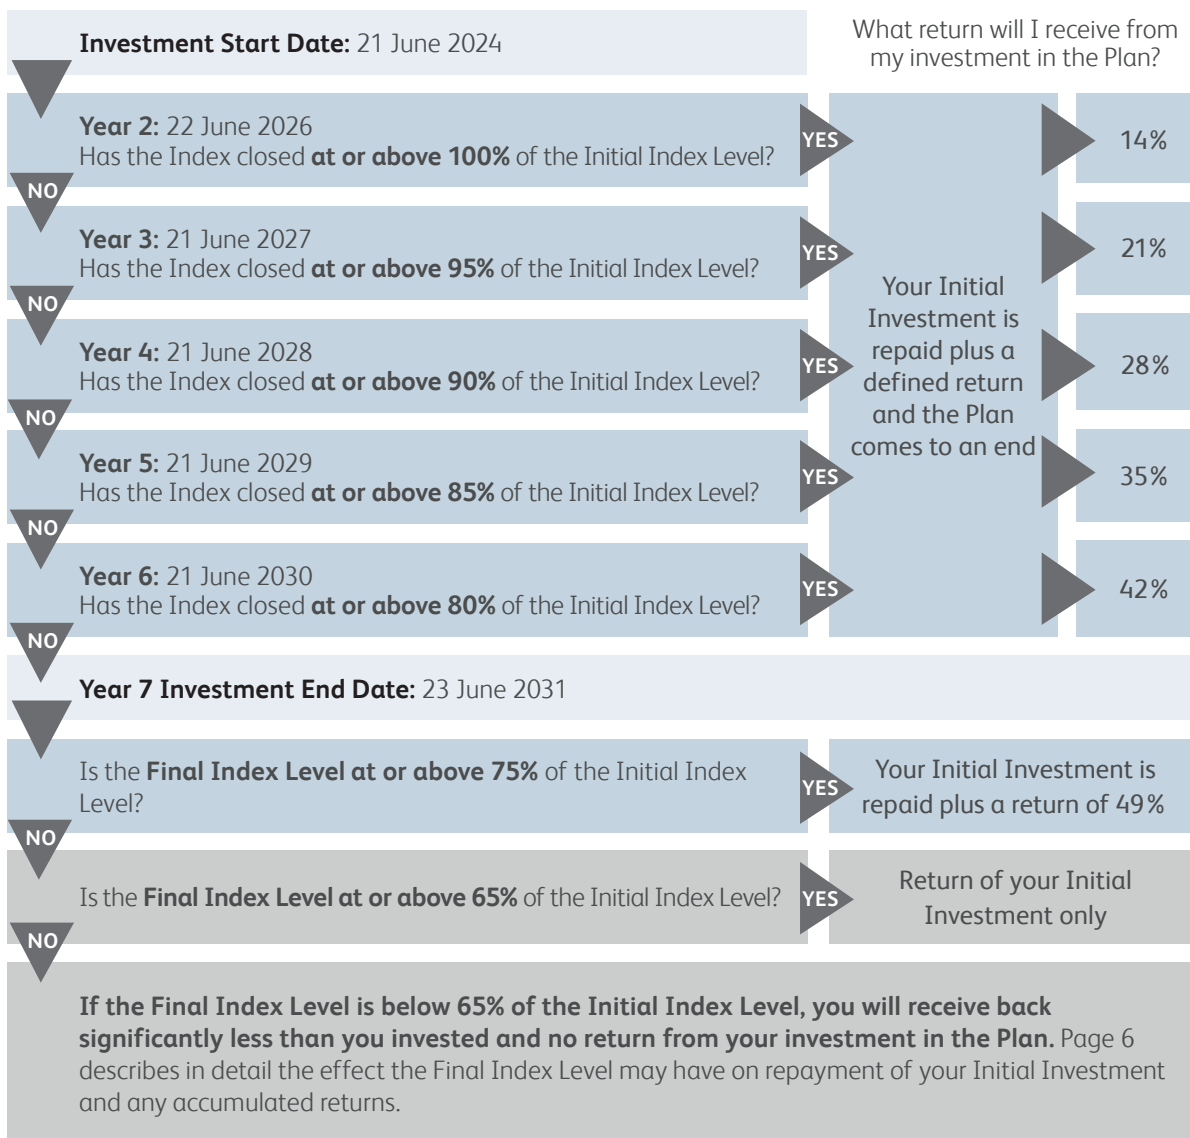 Investment Start Date: 21 June 2024
What return will I receive from
my investment in the Plan?
Year 2: 22 June 2026
Has the Index closed at or above 100% of the Initial Index Level?
YES
14%
NO
Year 3: 21 June 2027
Has the Index closed at or above 95% of the Initial Index Level?
YES
21%
NO
Year 4: 21 June 2028
Has the Index closed at or above 90% of the Initial Index Level?
YES
28%
NO
Year 5: 21 June 2029
Has the Index closed at or above 85% of the Initial Index Level?
YES
35%
NO
Year 6: 21 June 2030
Has the Index closed at or above 80% of the Initial Index Level?
YES
42%
Your Initial
Investment is
repaid plus a
defined return
and the Plan
comes to an end
NO
Year 7 Investment End Date: 23 June 2031
Is the Final Index Level at or above 75% of the Initial Index
Level?
YES
Your Initial Investment is
repaid plus a return of 49%
NO
Is the Final Index Level at or above 65% of the Initial Index Level?
YES
Return of your Initial
Investment only
NO
If the Final Index Level is below 65% of the Initial Index Level, you will receive back
significantly less than you invested and no return from your investment in the Plan. Page 6
describes in detail the effect the Final Index Level may have on repayment of your Initial Investment
and any accumulated returns.